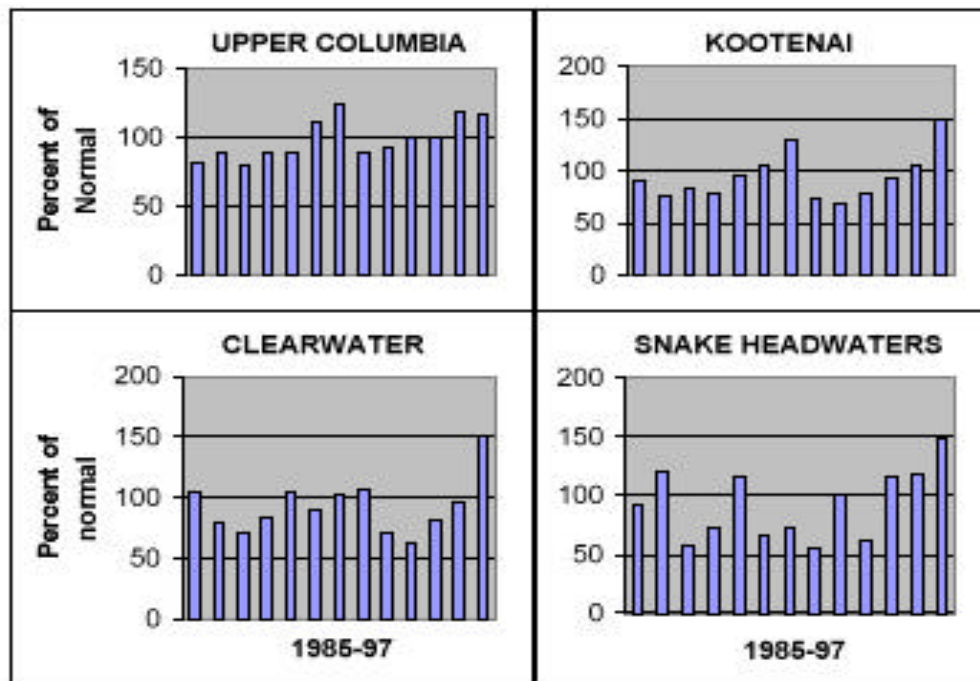 UPPER COLUMBIA
Percent of
Normal
150
100
50
0
KOOTENAI
200
150
100
50
0
CLEARWATER
Percent of
normal
200
150
100
50
0
1985-97
SNAKE HEADWATERS
200
150
100
50
0
1985-97